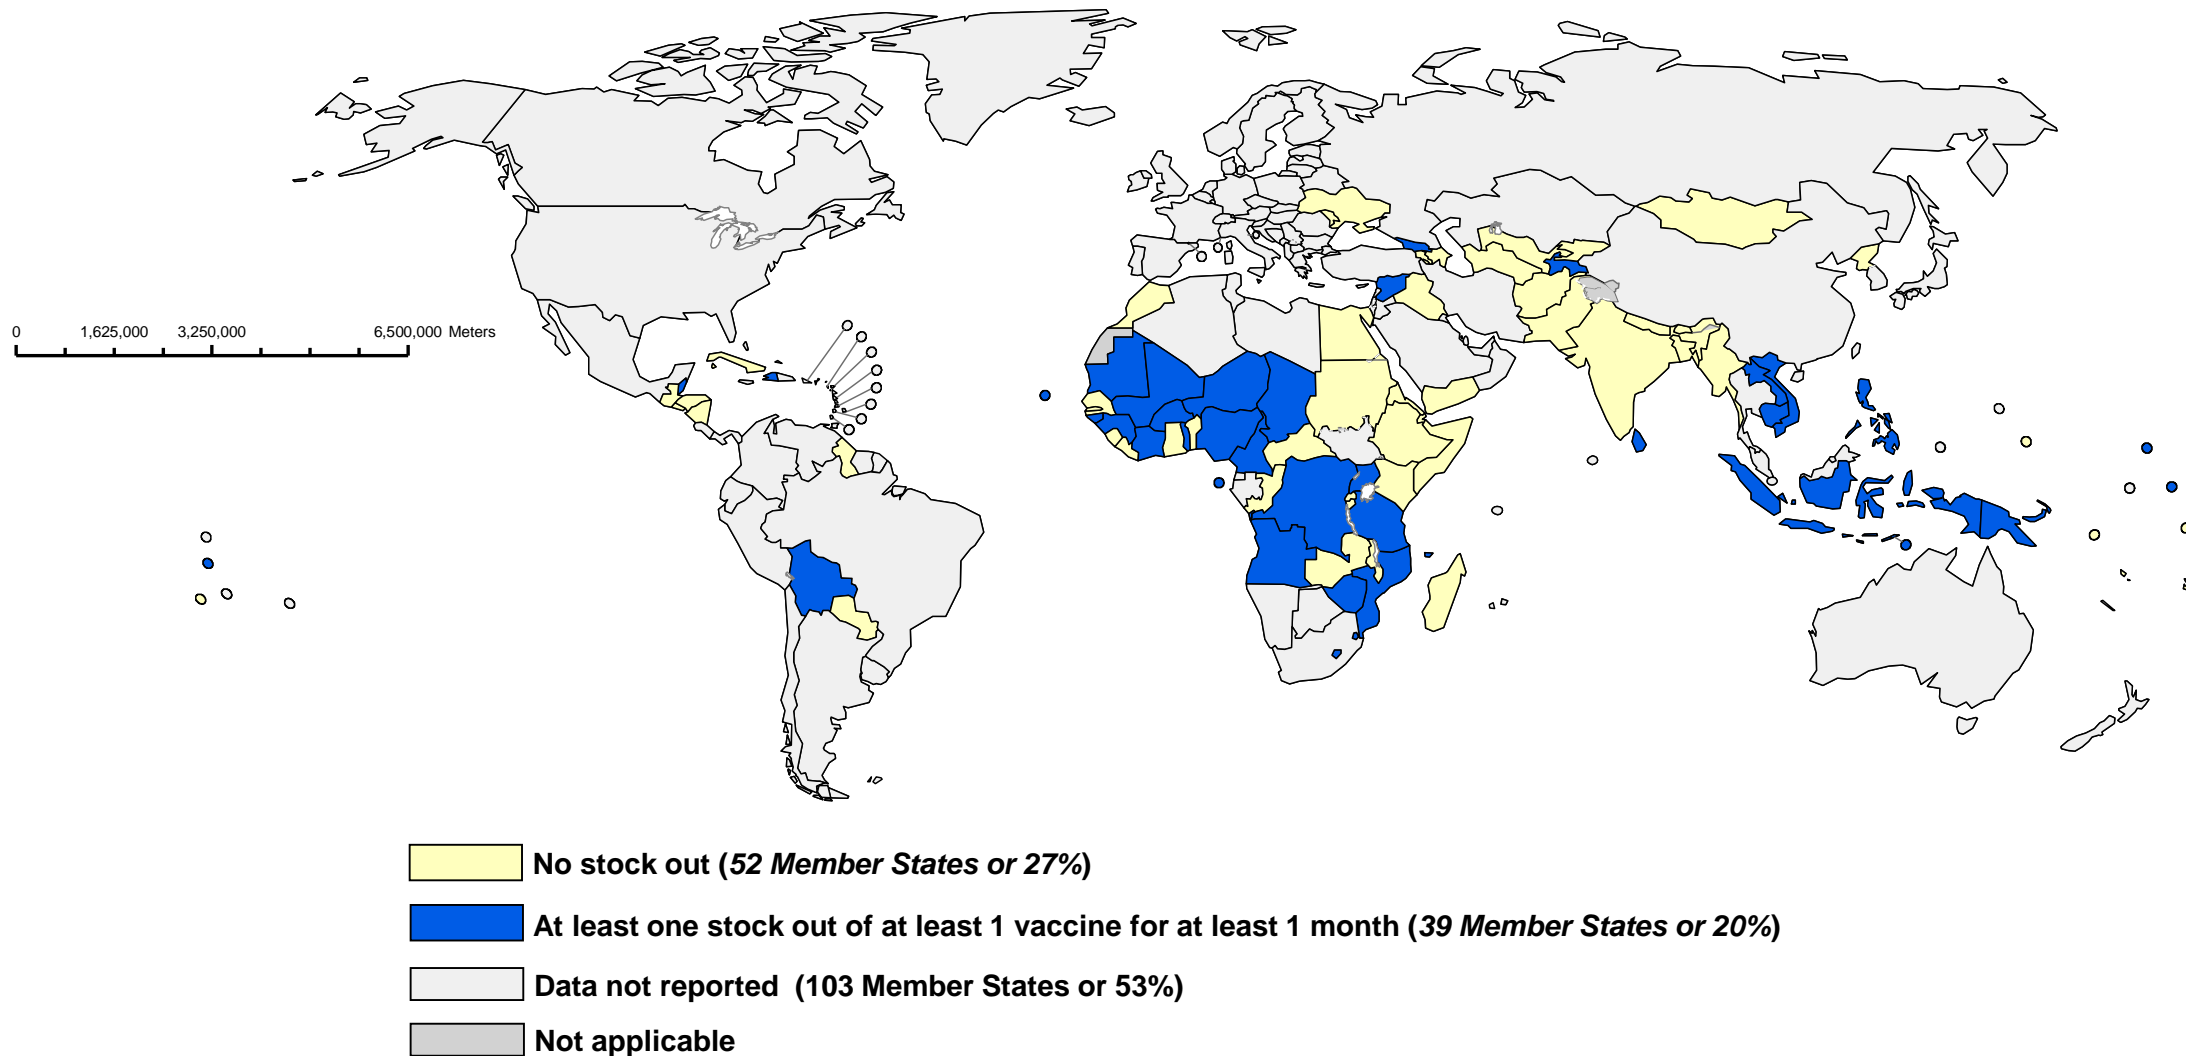 0 1,625,000 3,250,000 6,500,000 Meters
No stock out (52 Member States or 27%)
At least one stock out of at least 1 vaccine for at least 1 month (39 Member States or 20%)
Data not reported (103 Member States or 53%)
Not applicable